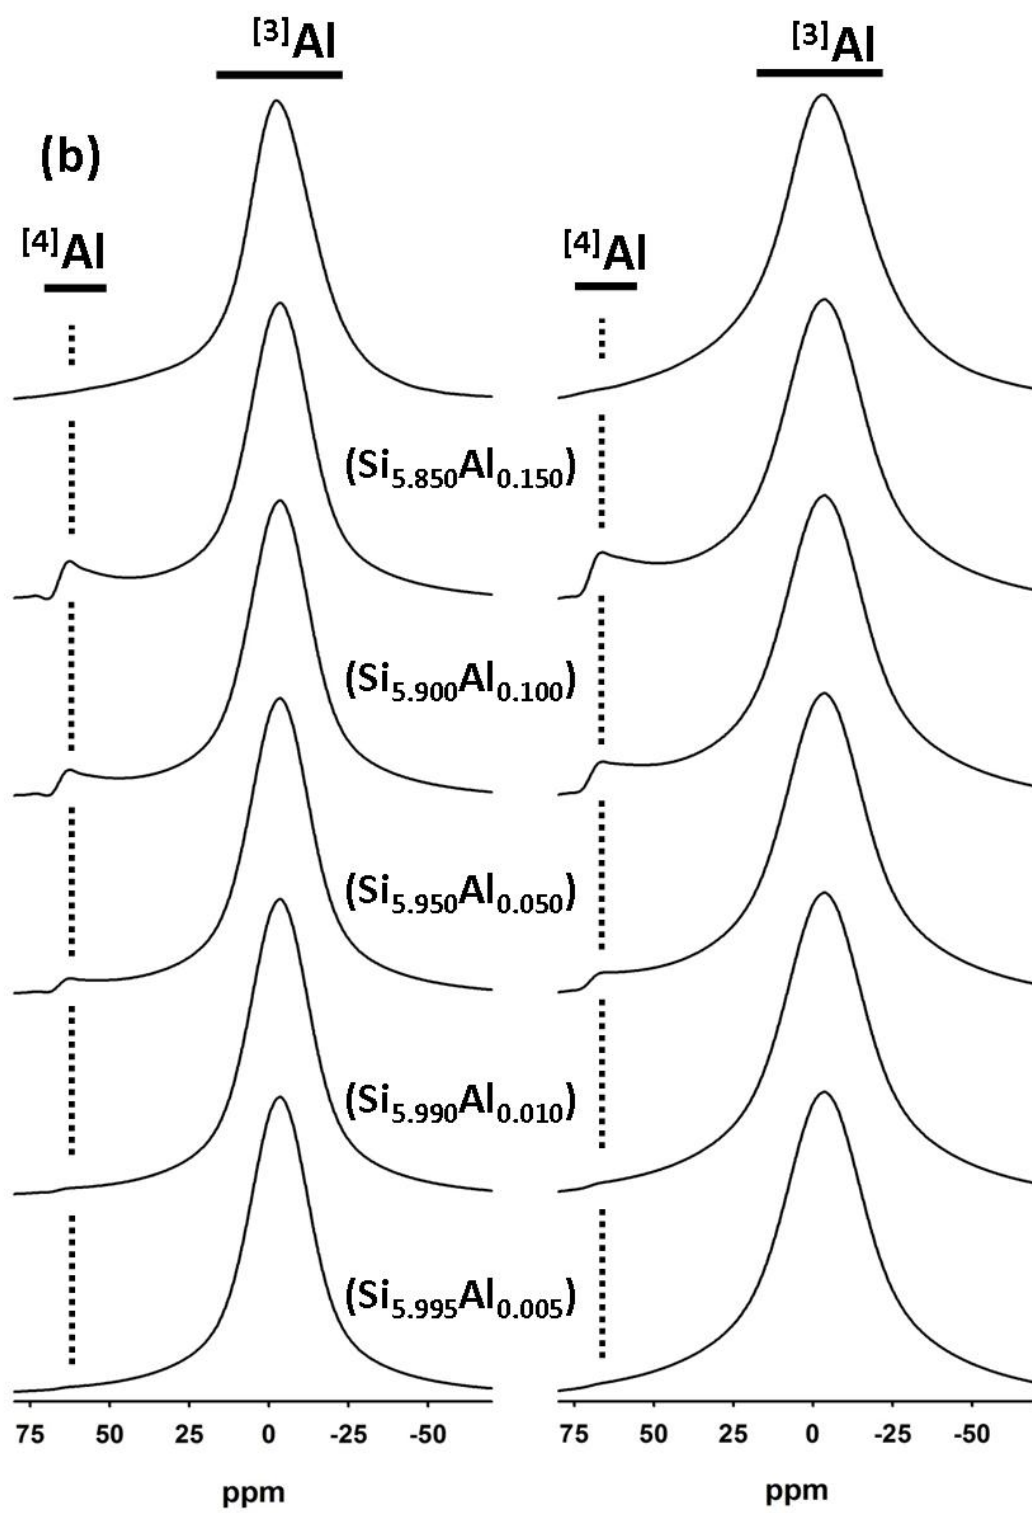 [3]Al [3]Al
(b)
[4]Al [4]Al
(Si5.850Al0.150)
(Si5.900Al0.100)
(Si5.950Al0.050)
(Si5.990Al0.010)
(Si5.995Al0.005)
75 50 25 0 -25 -50 75 50 25 0 -25 -50
ppm ppm